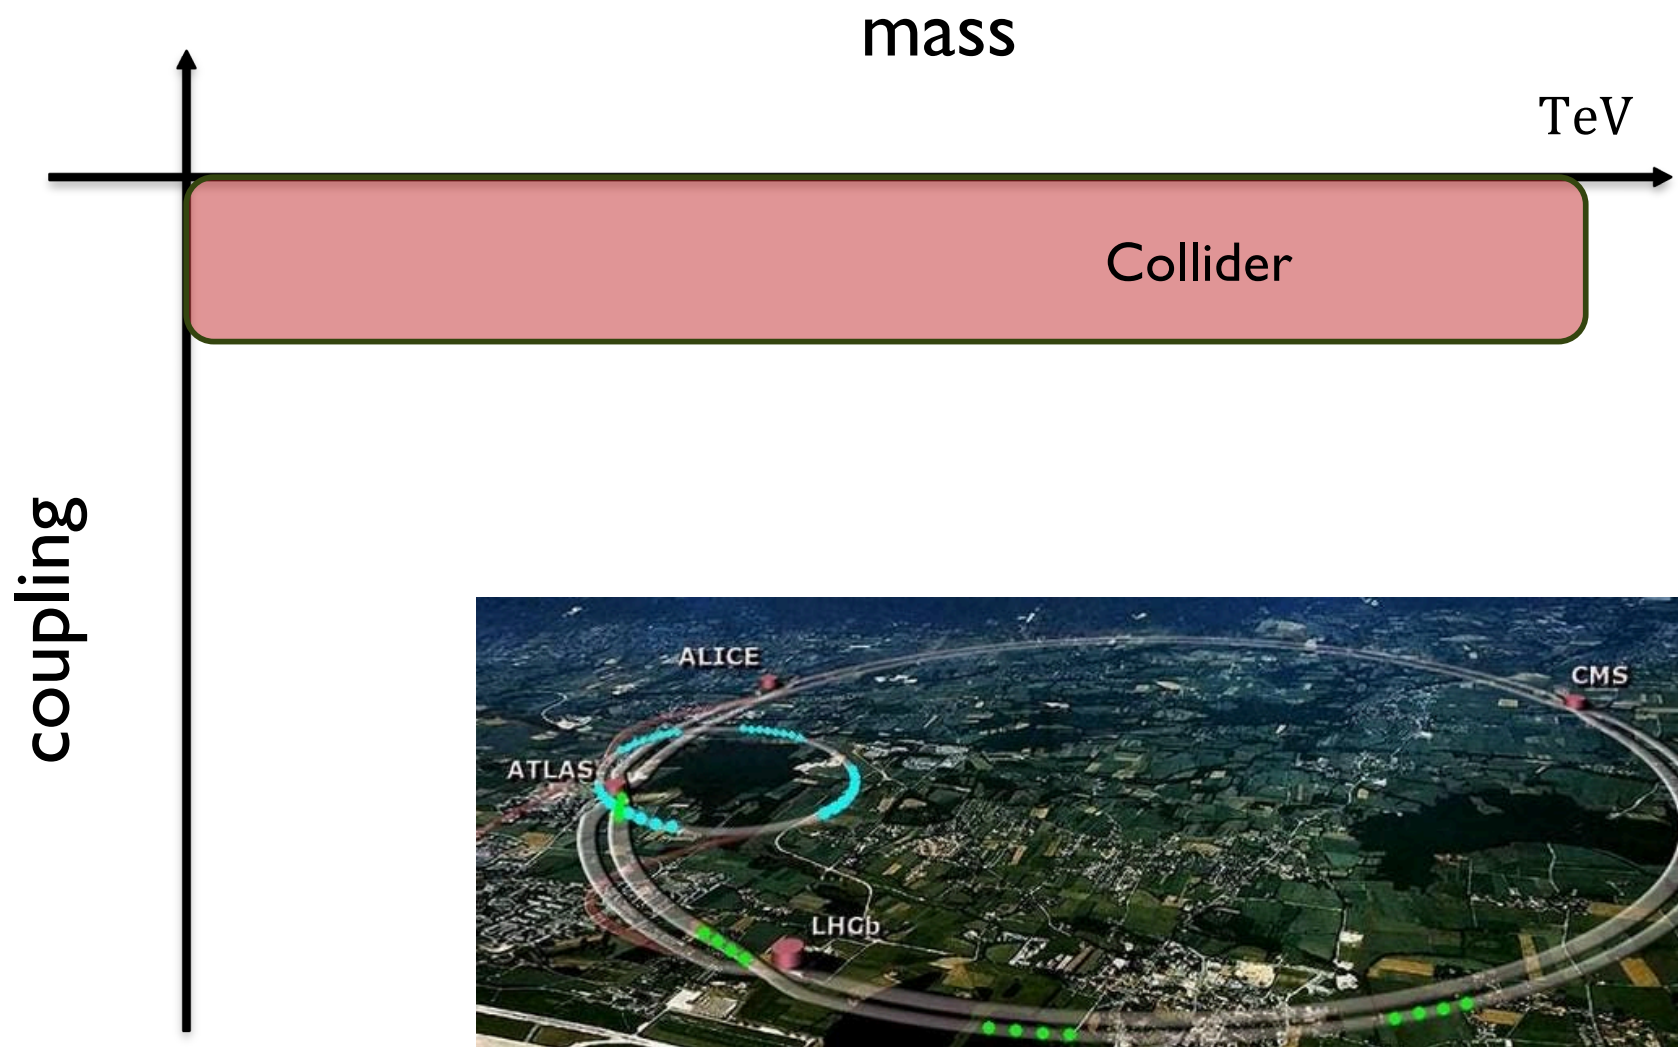 mass
TeV
Collider
coupling
ALICE
CMS
ATLAS
LHCb